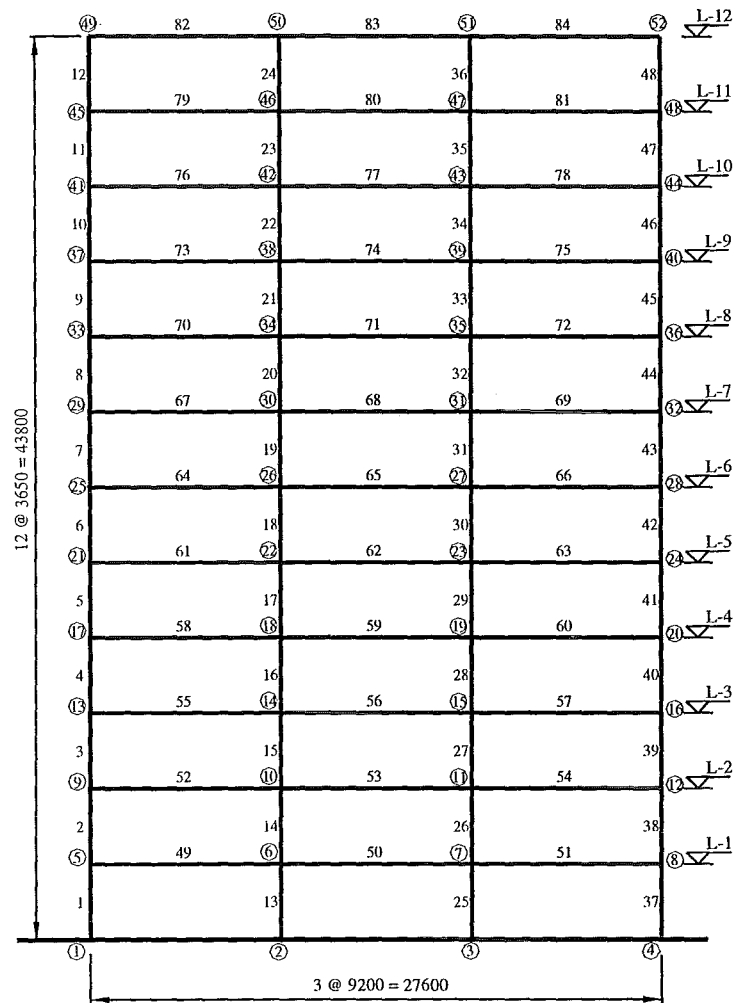 49 82 50 83 51 84 52 L-12
12 24 36 48
79 46 80 47 81 L-11
45 48
11 23 35 47
76 42 77 43 78 L-10
41 44
10 22 34 46
73 38 74 39 75 L-9
37 40
9 21 33 45
70 34 71 35 72 L-8
33 36
8 20 32 44
67 30 68 31 69 L-7
29 32
7 19 31 43
64 26 65 27 66 L-6
25 28
6 18 30 42
61 22 62 23 63 L-5
21 24
5 17 29 41
58 18 59 19 60 L-4
17 20
4 16 28 40
55 14 56 15 57 L-3
13 16
3 15 27 39
52 10 53 11 54 L-2
9 12
2 14 26 38
49 6 50 7 51 L-1
5 8
1 13 25 37
1 2 3 4
12 @ 3650 = 43800
3 @ 9200 = 27600